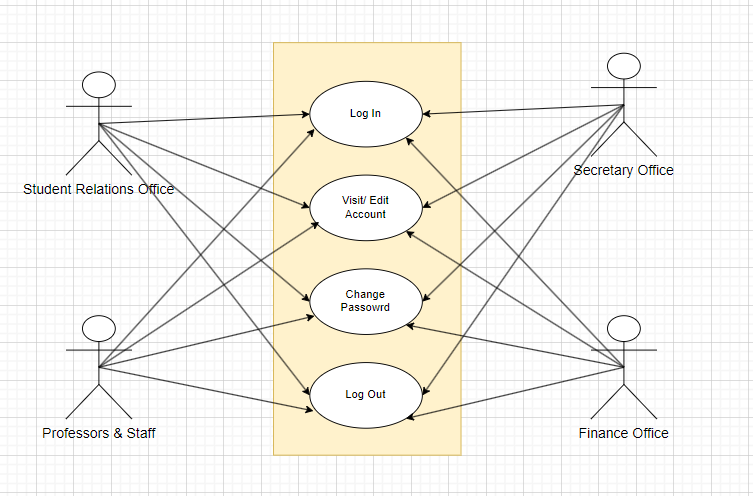 Log In
Student Relations Office
Secretary Office
Visit/ Edit
Account
Change
Passowrd
Log Out
Professors & Staff
Finance Office